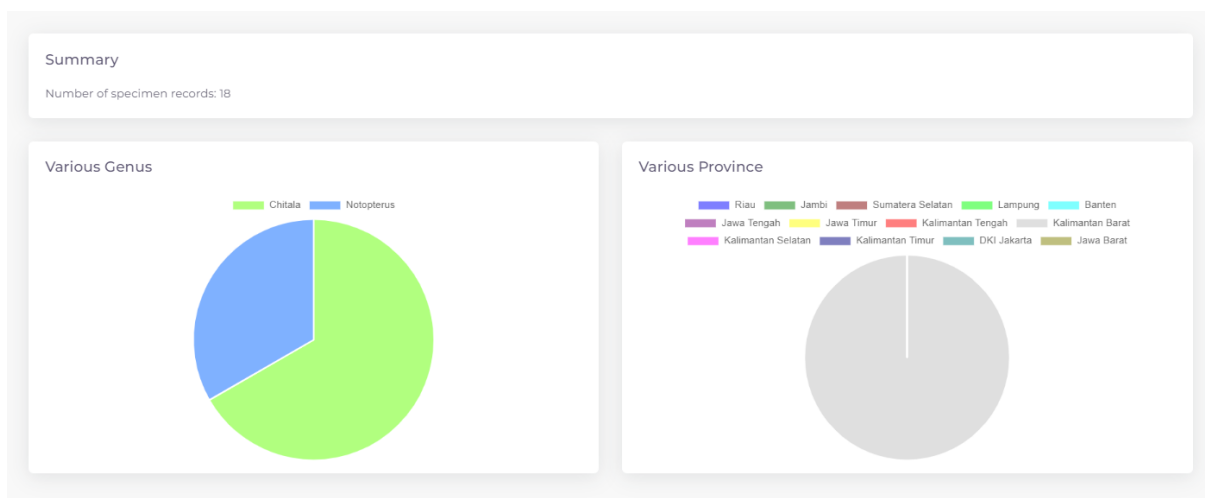 Summary
Number of specimen records: 18
Various Genus
Chitala Notopterus
Various Province
Riau Jambi Sumatera Selatan Lampung Banten
Jawa Tengah Jawa Timur Kalimantan Tengah Kalimantan Barat
Kalimantan Selatan Kalimantan Timur DKI Jakarta Jawa Barat